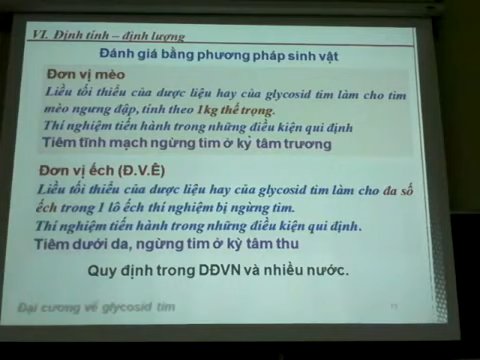 VI. Định tính – định lượng
Đánh giá bằng phương pháp sinh vật
Đơn vị mèo
Liều tối thiểu của dược liệu hay của glycosid tim làm cho tim
mèo ngưng đập, tính theo 1kg thể trọng.
Thí nghiệm tiến hành trong những điều kiện qui định
Tiêm tĩnh mạch ngừng tim ở kỳ tâm trương
Đơn vị ếch (Đ.V.Ê)
Liều tối thiểu của dược liệu hay của glycosid tim làm cho đa số
ếch trong 1 lô ếch thí nghiệm bị ngừng tim.
Thí nghiệm tiến hành trong những điều kiện qui định.
Tiêm dưới da, ngừng tim ở kỳ tâm thu
Quy định trong DĐVN và nhiều nước.
Đại cương về glycosid tim